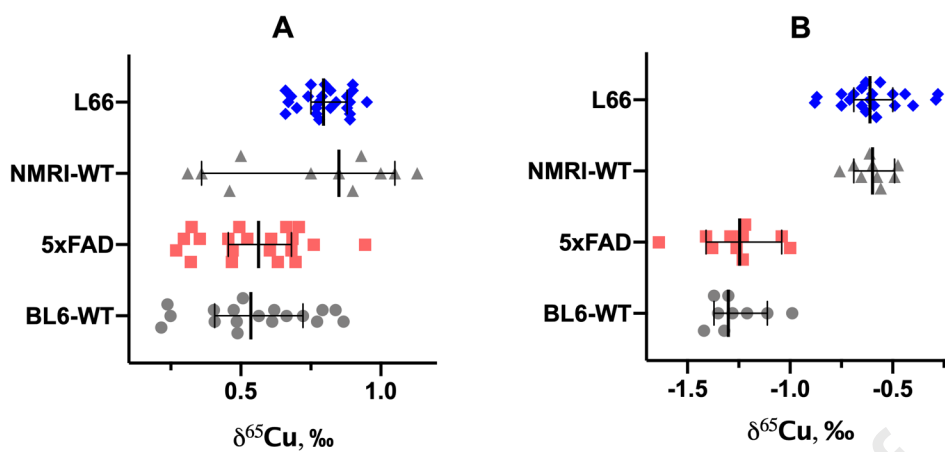 A
L66
NMRI-WT
5xFAD
BL6-WT
0.5 1.0
δ⁶⁵Cu, ‰
B
L66
NMRI-WT
5xFAD
BL6-WT
-1.5 -1.0 -0.5
δ⁶⁵Cu, ‰